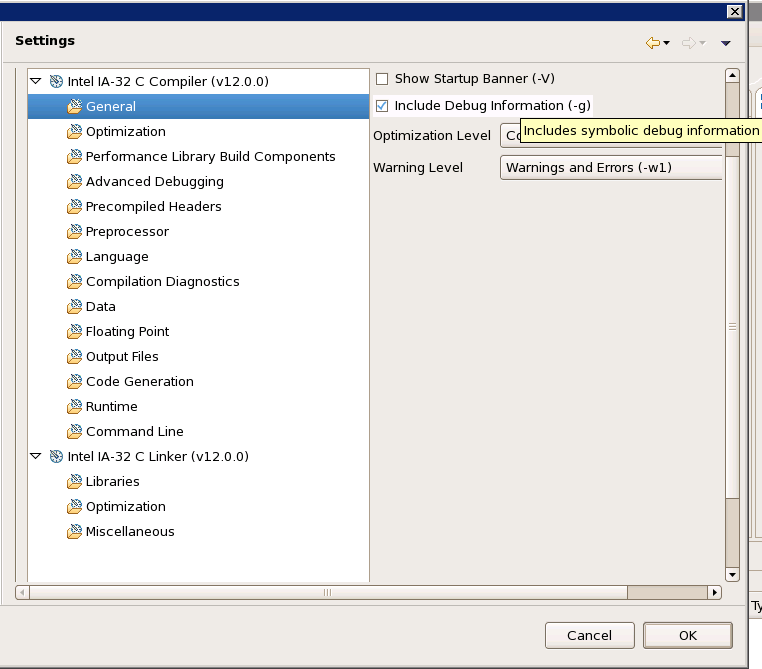 Settings
Intel IA-32 C Compiler (v12.0.0)
General
Optimization
Performance Library Build Components
Advanced Debugging
Precompiled Headers
Preprocessor
Language
Compilation Diagnostics
Data
Floating Point
Output Files
Code Generation
Runtime
Command Line
Intel IA-32 C Linker (v12.0.0)
Libraries
Optimization
Miscellaneous
Show Startup Banner (-V)
Include Debug Information (-g)
Includes symbolic debug information
Optimization Level
Warning Level Warnings and Errors (-w1)
Cancel OK